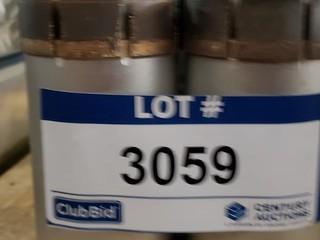 LOT #
3059
ClubBid
CENTURY
AUCTIONS